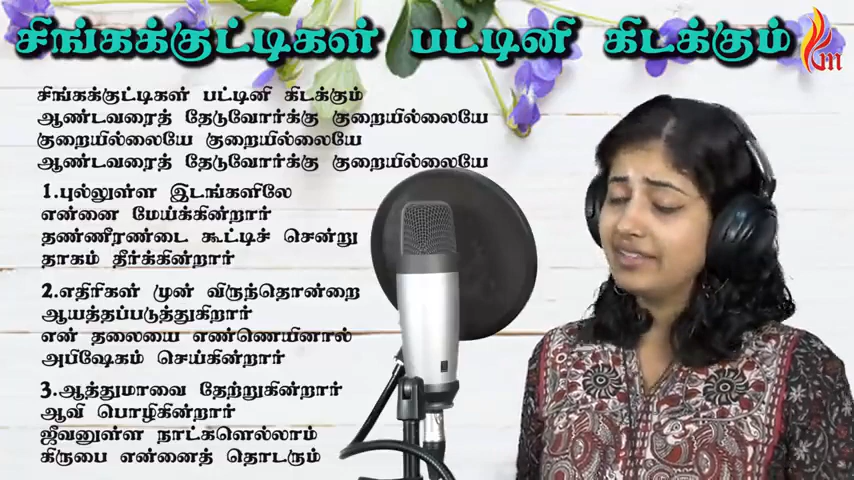 சிங்கக்குட்டிகள் பட்டினி கிடக்கும்
சிங்கக்குட்டிகள் பட்டினி கிடக்கும்
ஆண்டவரைத் தேடுவோர்க்கு குறையில்லையே
குறையில்லையே குறையில்லையே
ஆண்டவரைத் தேடுவோர்க்கு குறையில்லையே
1.புல்லுள்ள இடங்களிலே
என்னை மேய்க்கின்றார்
தண்ணீரண்டை கூட்டிச் சென்று
தாகம் தீர்க்கின்றார்
2.எதிரிகள் முன் விருந்தொன்றை
ஆயத்தப்படுத்துகிறார்
என் தலையை எண்ணெயினால்
அபிஷேகம் செய்கின்றார்
3.ஆத்துமாவை தேற்றுகின்றார்
ஆவி பொழிகின்றார்
ஜீவனுள்ள நாட்களெல்லாம்
கிருபை என்னைத் தொடரும்